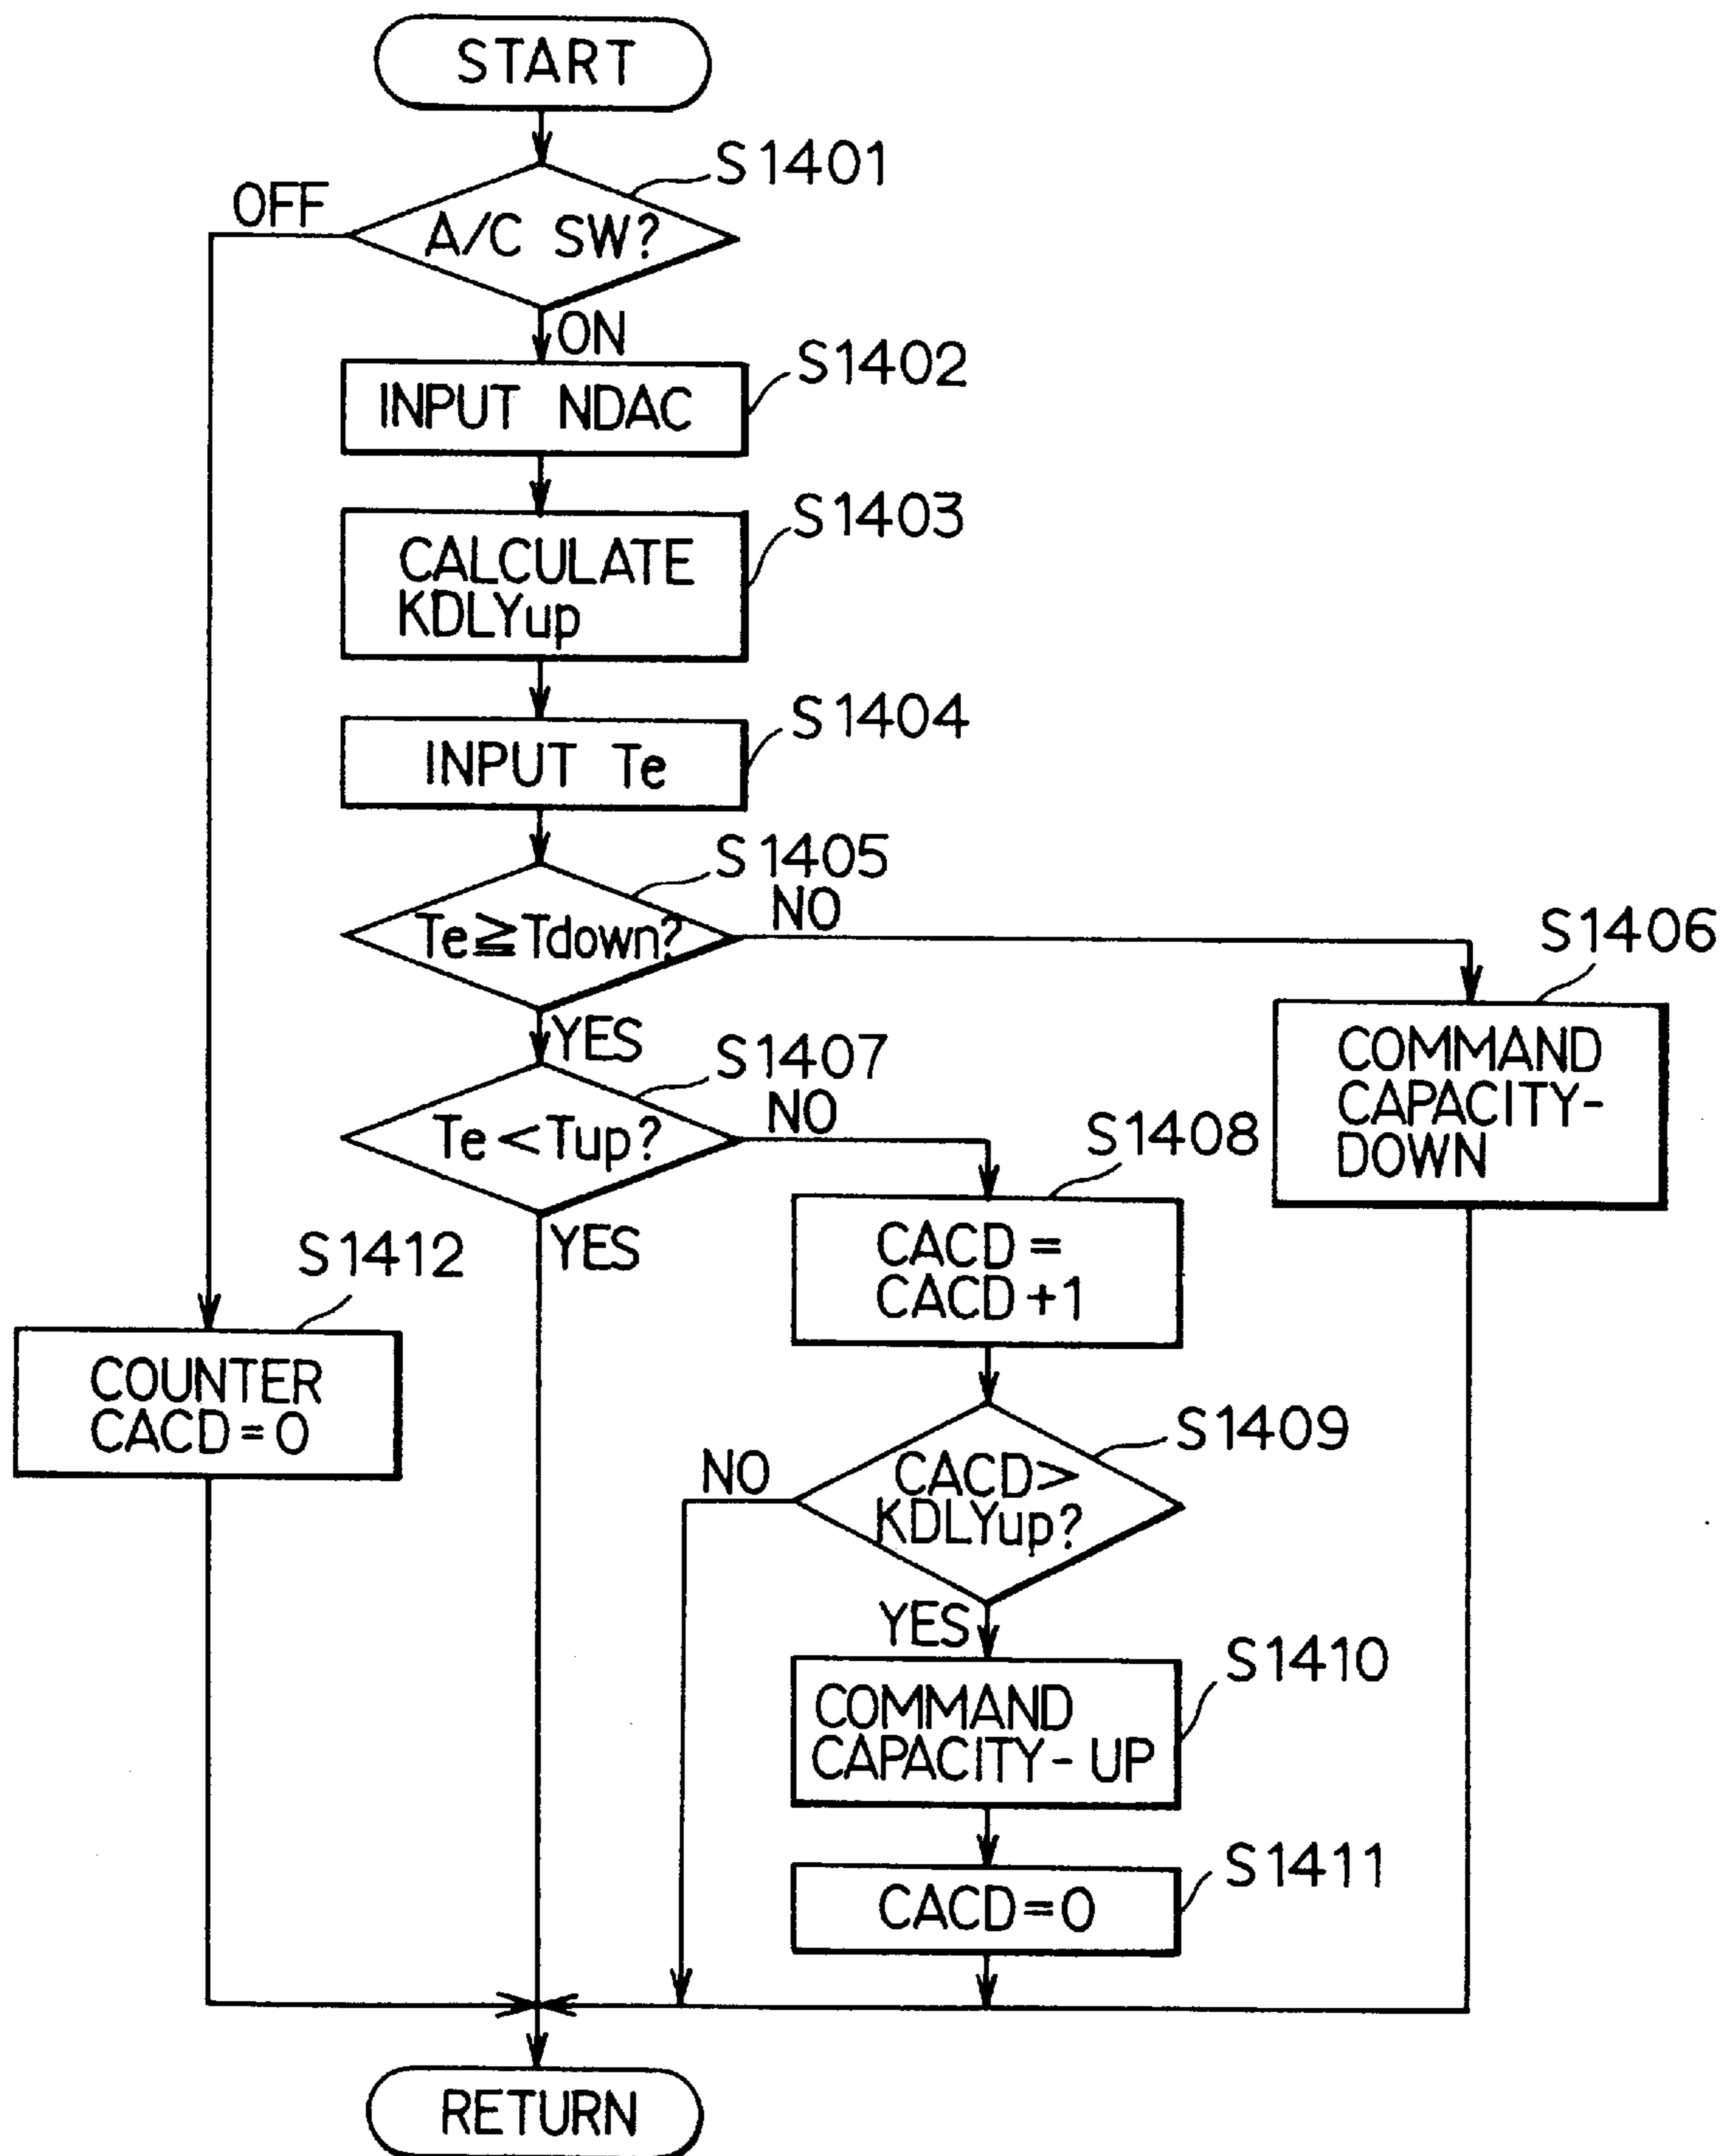 START
S1401
OFF
A/C SW?
ON
S1402
INPUT NDAC
S1403
CALCULATE
KDLYup
S1404
INPUT Te
S1405
Te≧Tdown?
NO
S1406
COMMAND
CAPACITY-
DOWN
YES
S1407
Te<Tup?
NO
S1408
YES
CACD=
CACD+1
S1412
COUNTER
CACD=0
S1409
NO
CACD>
KDLYup?
YES
S1410
COMMAND
CAPACITY-UP
S1411
CACD=0
RETURN